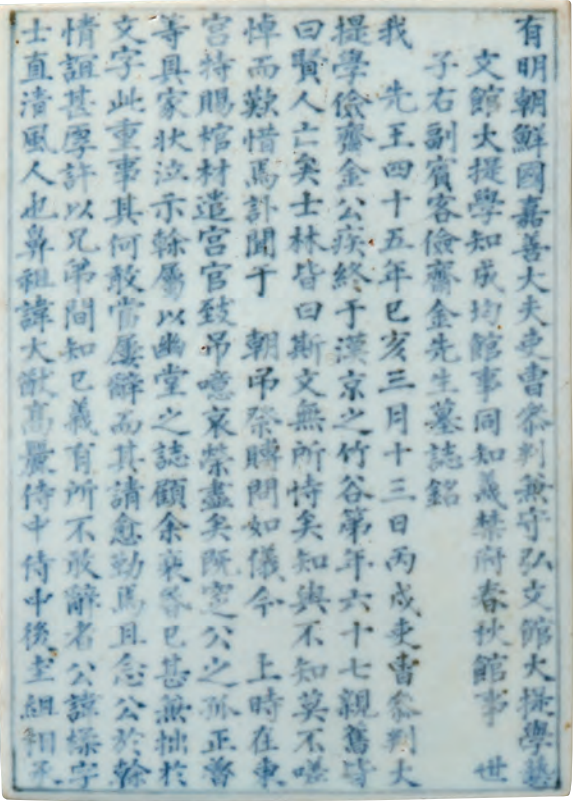 有明朝鮮國嘉善大夫吏曹參判兼守弘文館大提學藝
文館大提學知成均館事同知義禁府春秋館事 世
子右副賓客儉齋金先生墓誌銘
我 先王四十五年己亥三月十三日丙戌吏曹參判大
提學儉齋金公疾終于漢京之竹谷第年六十七親舊皆
曰賢人亡矣士林皆曰斯文無所恃矣知與不知莫不嗟
悼而歎惜焉訃聞于 朝吊祭賻問如儀今 上時在東
宮特賜棺材遣宮官致吊噫哀榮盡矣旣窆公之孤正魯
等具家狀泣示榦屬以幽堂之誌顧余衰昏已甚無拙於
文字此重事其何敢當屢辭而其請愈勤焉且念公於榦
情誼甚厚許以兄弟間知己義有所不敢辭者公諱楺字
士直淸風人也鼻祖諱大猷高麗侍中侍中後圭組相